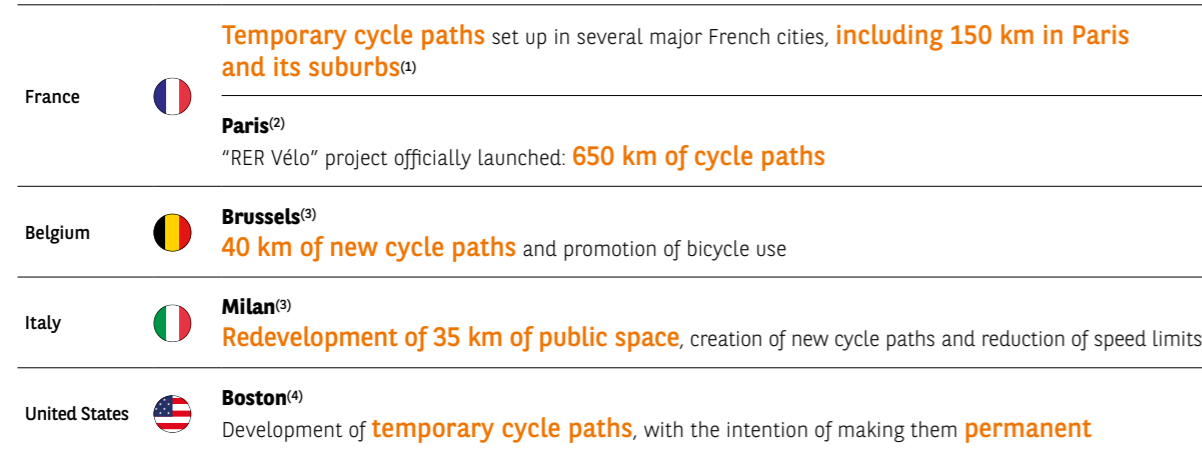 Temporary cycle paths set up in several major French cities, including 150 km in Paris
and its suburbs(1)
France
Paris(2)
“RER Vélo” project officially launched: 650 km of cycle paths
Belgium
Brussels(3)
40 km of new cycle paths and promotion of bicycle use
Italy
Milan(3)
Redevelopment of 35 km of public space, creation of new cycle paths and reduction of speed limits
United States
Boston(4)
Development of temporary cycle paths, with the intention of making them permanent